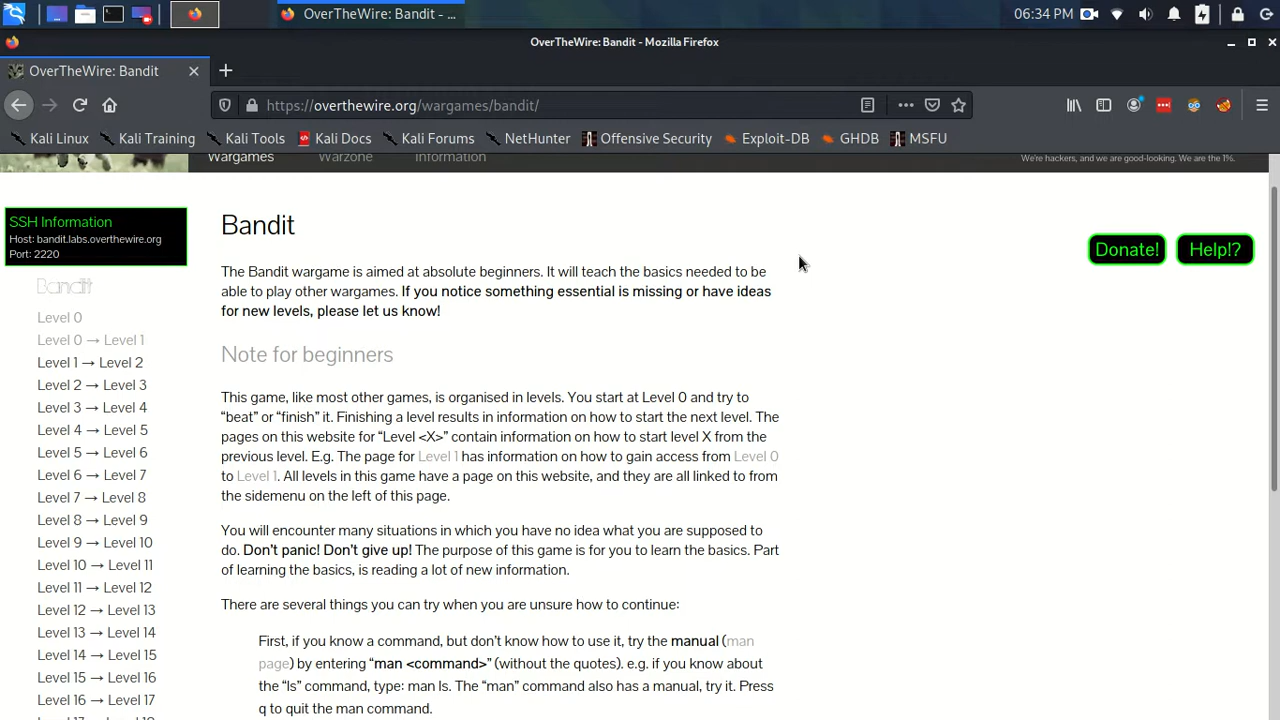 OverTheWire: Bandit - ...
06:34 PM
OverTheWire: Bandit - Mozilla Firefox
OverTheWire: Bandit
https://overthewire.org/wargames/bandit/
Kali Linux
Kali Training
Kali Tools
Kali Docs
Kali Forums
NetHunter
Offensive Security
Exploit-DB
GHDB
MSFU
Wargames
Warzone
Information
We're hackers, and we are good-looking. We are the 1%.
SSH Information
Host: bandit.labs.overthewire.org
Port: 2220
Bandit
Level 0
Level 0 → Level 1
Level 1 → Level 2
Level 2 → Level 3
Level 3 → Level 4
Level 4 → Level 5
Level 5 → Level 6
Level 6 → Level 7
Level 7 → Level 8
Level 8 → Level 9
Level 9 → Level 10
Level 10 → Level 11
Level 11 → Level 12
Level 12 → Level 13
Level 13 → Level 14
Level 14 → Level 15
Level 15 → Level 16
Level 16 → Level 17
Bandit
The Bandit wargame is aimed at absolute beginners. It will teach the basics needed to be
able to play other wargames. If you notice something essential is missing or have ideas
for new levels, please let us know!
Note for beginners
This game, like most other games, is organised in levels. You start at Level 0 and try to
“beat” or “finish” it. Finishing a level results in information on how to start the next level. The
pages on this website for “Level <X>” contain information on how to start level X from the
previous level. E.g. The page for Level 1 has information on how to gain access from Level 0
to Level 1. All levels in this game have a page on this website, and they are all linked to from
the sidemenu on the left of this page.
You will encounter many situations in which you have no idea what you are supposed to
do. Don’t panic! Don’t give up! The purpose of this game is for you to learn the basics. Part
of learning the basics, is reading a lot of new information.
There are several things you can try when you are unsure how to continue:
First, if you know a command, but don’t know how to use it, try the manual (man
page) by entering “man <command>” (without the quotes). e.g. if you know about
the “ls” command, type: man ls. The “man” command also has a manual, try it. Press
q to quit the man command.
Donate!
Help!?